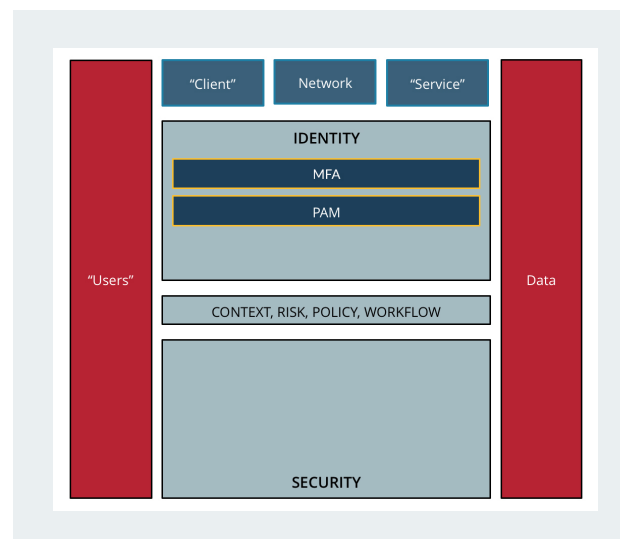 “Client”
Network
“Service”
IDENTITY
MFA
PAM
“Users”
Data
CONTEXT, RISK, POLICY, WORKFLOW
SECURITY